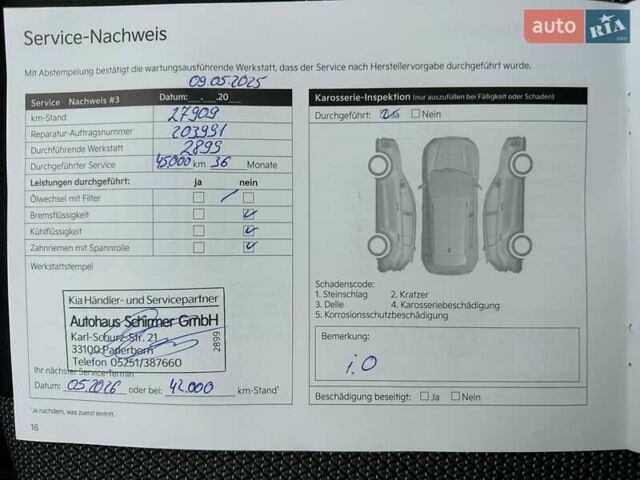 auto RIA.com
Service-Nachweis
Mit Abstempelung bestätigt die wartungsausführende Werkstatt, dass der Service nach Herstellervorgabe durchgeführt wurde.
09.05.2025
Service Nachweis #3 Datum: __.__.20__
km-Stand 27909
Reparatur-Auftragsnummer 203991
Durchführende Werkstatt 2899
Durchgeführter Service 45000 km 36 Monate
Leistungen durchgeführt: ja nein
Ölwechsel mit Filter
Bremsflüssigkeit
Kühlflüssigkeit
Zahnriemen mit Spannrolle
Werkstattstempel
Kia Händler- und Servicepartner
Autohaus Schirmer GmbH
Karl-Schurz-Str. 21
33100 Paderborn
Telefon 05251/387660
2899
Ihr nächster Service-Termin
Datum: 05.2026 oder bei: 42.000 km-Stand¹
¹Je nachdem, was zuerst eintritt.
16
Karosserie-Inspektion (nur auszufüllen bei Fälligkeit oder Schaden)
Durchgeführt: Ja Nein
Schadenscode:
1. Steinschlag 2. Kratzer
3. Delle 4. Karosseriebeschädigung
5. Korrosionsschutzbeschädigung
Bemerkung:
i.O
Beschädigung beseitigt: Ja Nein